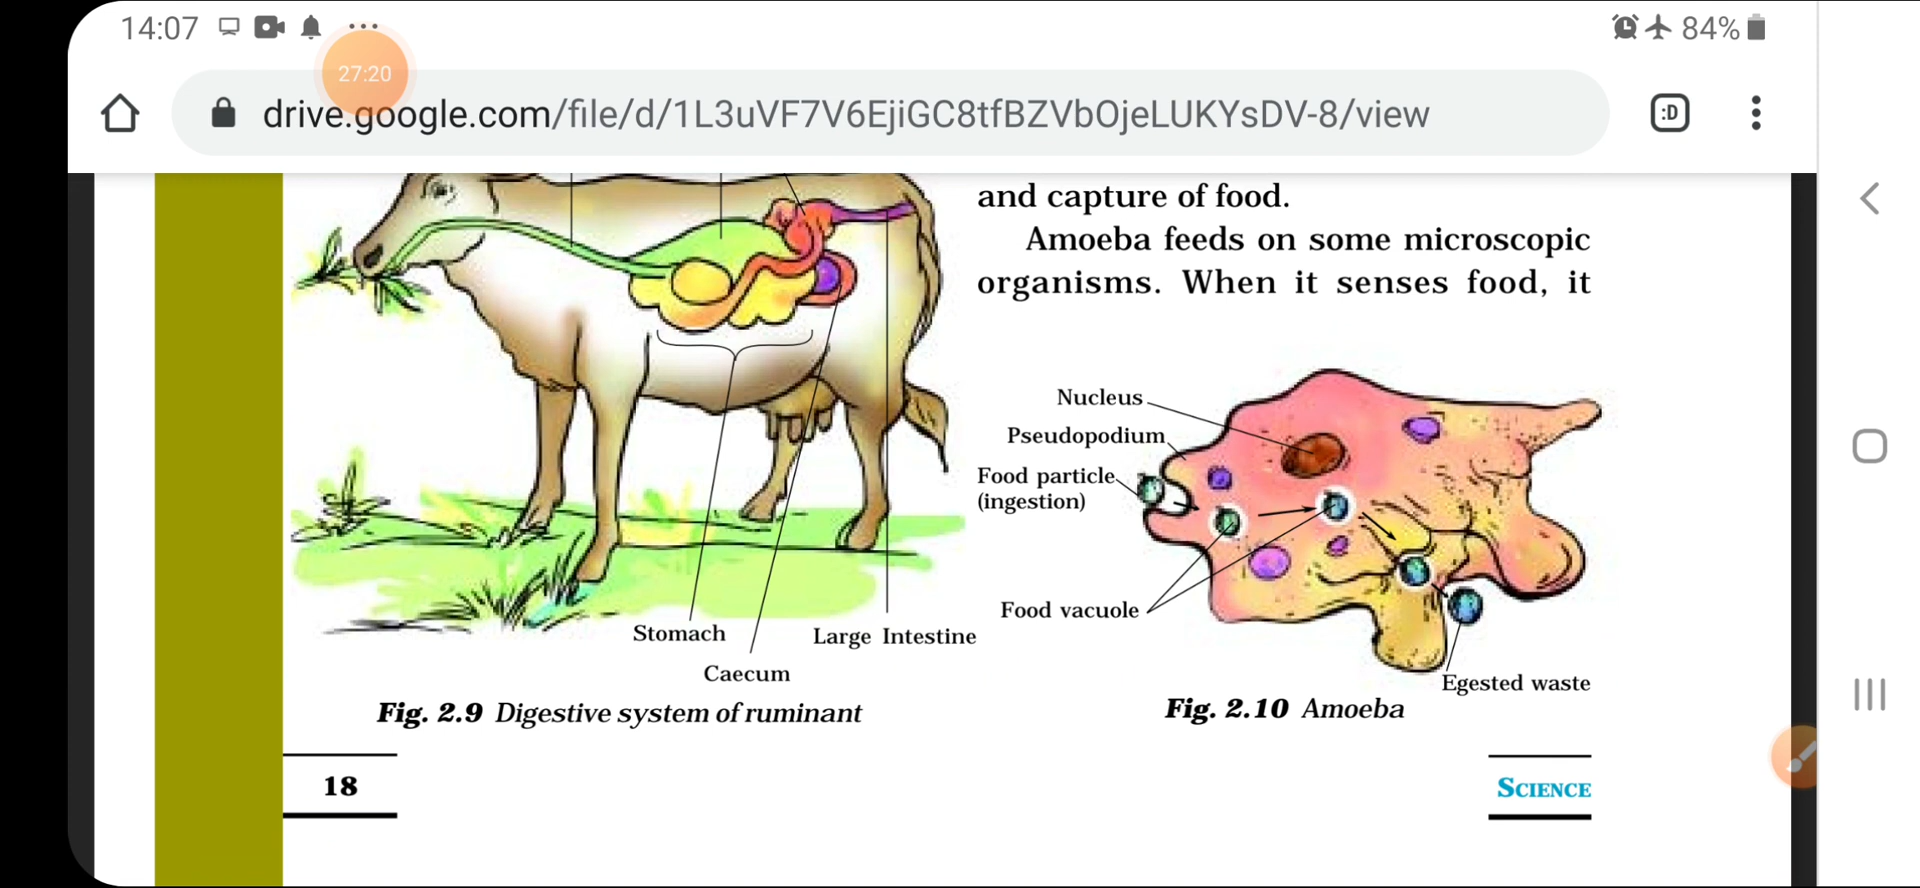 14:07
84%
27:20
drive.google.com/file/d/1L3uVF7V6EjiGC8tfBZVbOjeLUKYsDV-8/view
:D
Stomach
Large Intestine
Caecum
Fig. 2.9 Digestive system of ruminant
18
and capture of food.
Amoeba feeds on some microscopic
organisms. When it senses food, it
Nucleus
Pseudopodium
Food particle
(ingestion)
Food vacuole
Egested waste
Fig. 2.10 Amoeba
SCIENCE